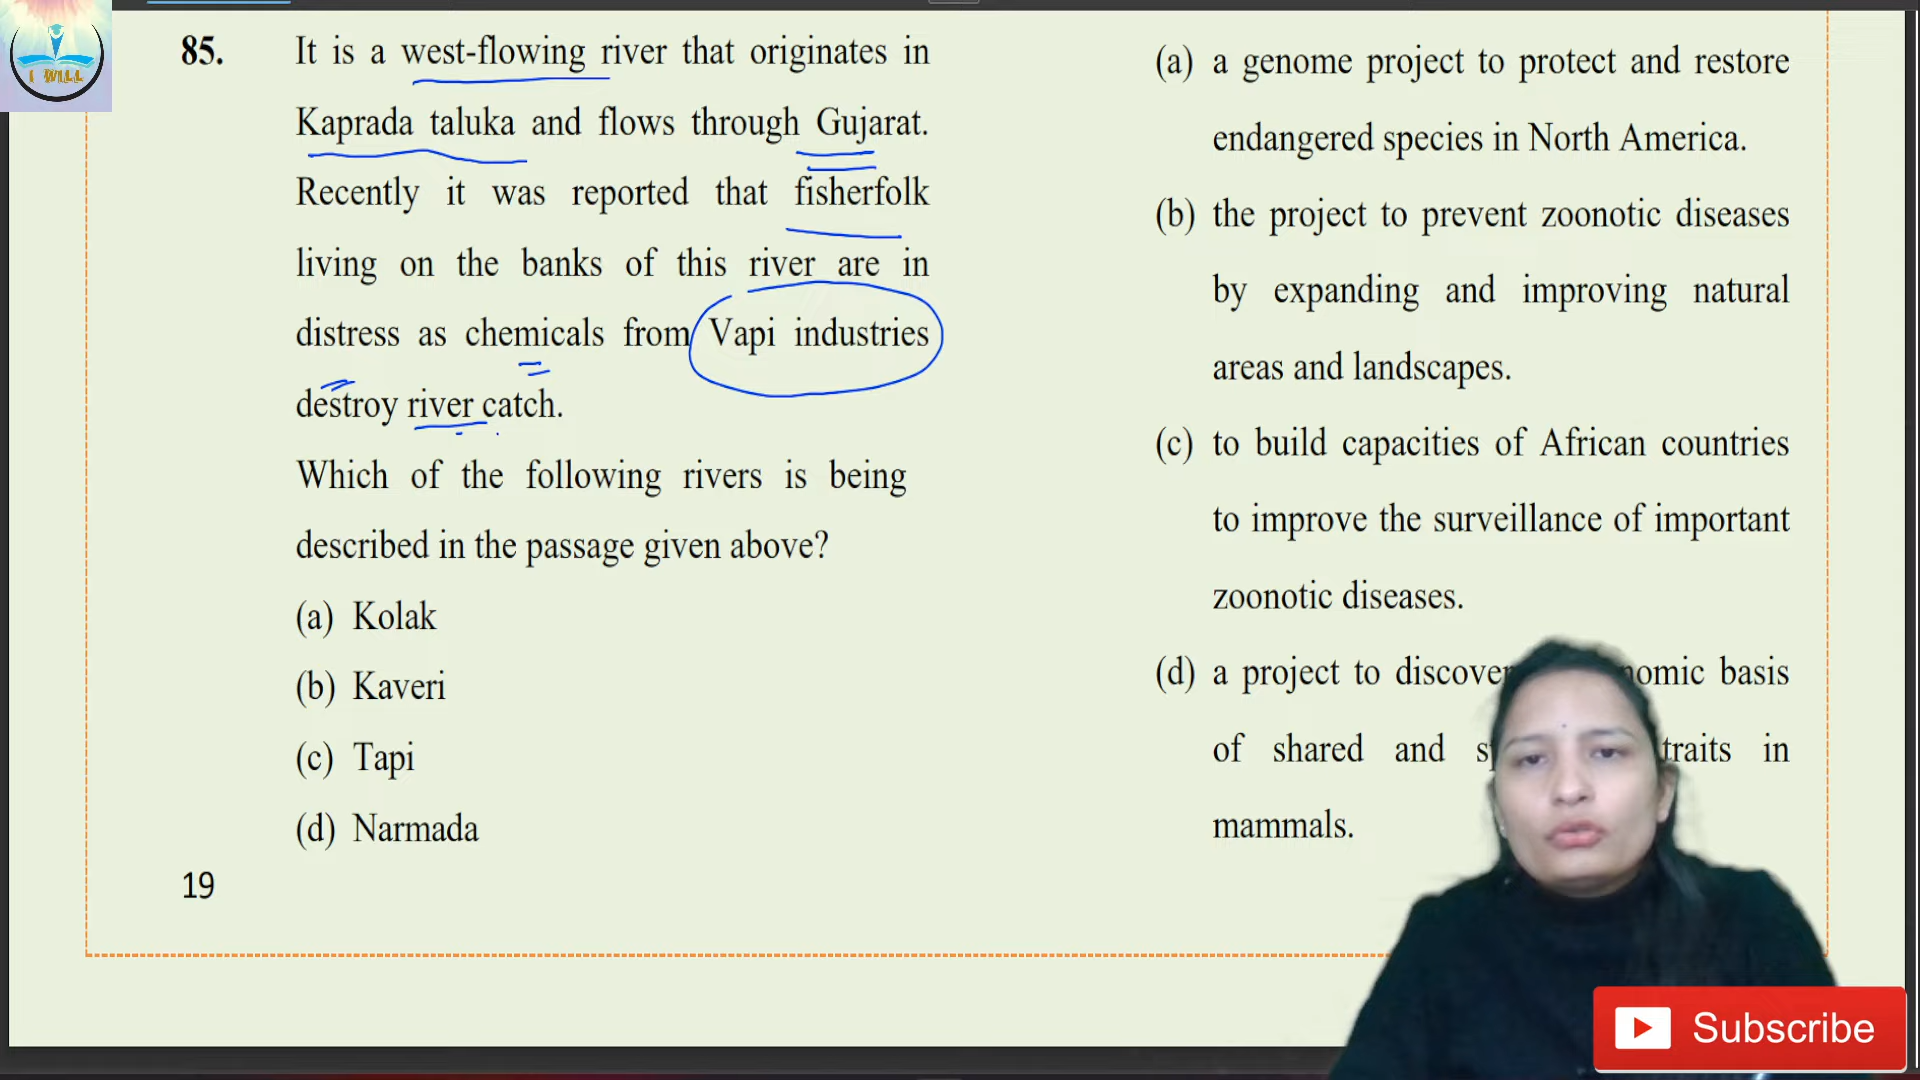 I WILL
85. It is a west-flowing river that originates in
Kaprada taluka and flows through Gujarat.
Recently it was reported that fisherfolk
living on the banks of this river are in
distress as chemicals from Vapi industries
destroy river catch.
Which of the following rivers is being
described in the passage given above?
(a) Kolak
(b) Kaveri
(c) Tapi
(d) Narmada
19
(a) a genome project to protect and restore
endangered species in North America.
(b) the project to prevent zoonotic diseases
by expanding and improving natural
areas and landscapes.
(c) to build capacities of African countries
to improve the surveillance of important
zoonotic diseases.
(d) a project to discover basis
of shared and traits in
mammals.
Subscribe